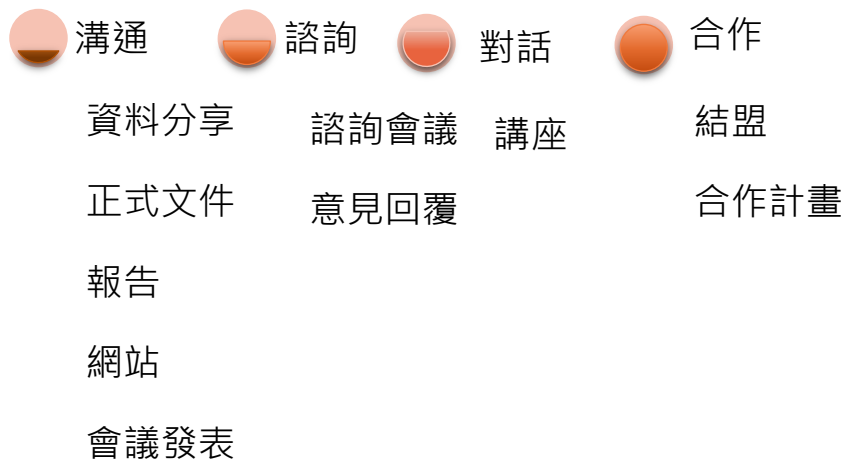 溝通
諮詢
對話
合作
資料分享
諮詢會議
講座
結盟
正式文件
意見回覆
合作計畫
報告
網站
會議發表